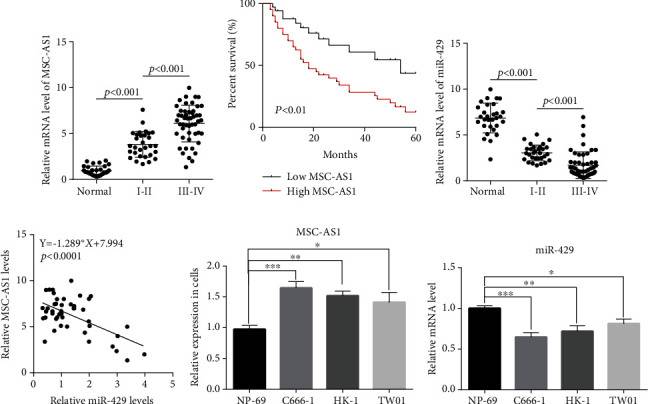 Relative mRNA level of MSC-AS1
15
10
5
0
p<0.001
p<0.001
Normal I-II III-IV
Percent survival (%)
100
50
0
P<0.01
0 20 40 60
Months
Low MSC-AS1
High MSC-AS1
Relative mRNA level of miR-429
15
10
5
0
p<0.001
p<0.001
Normal I-II III-IV
Relative MSC-AS1 levels
15
10
5
0
Y=-1.289*X+7.994
p<0.0001
0 1 2 3 4 5
Relative miR-429 levels
MSC-AS1
Relative expression in cells
2.0
1.5
1.0
0.5
0.0
*
**
***
NP-69 C666-1 HK-1 TW01
miR-429
Relative mRNA level
1.5
1.0
0.5
0.0
*
**
***
NP-69 C666-1 HK-1 TW01